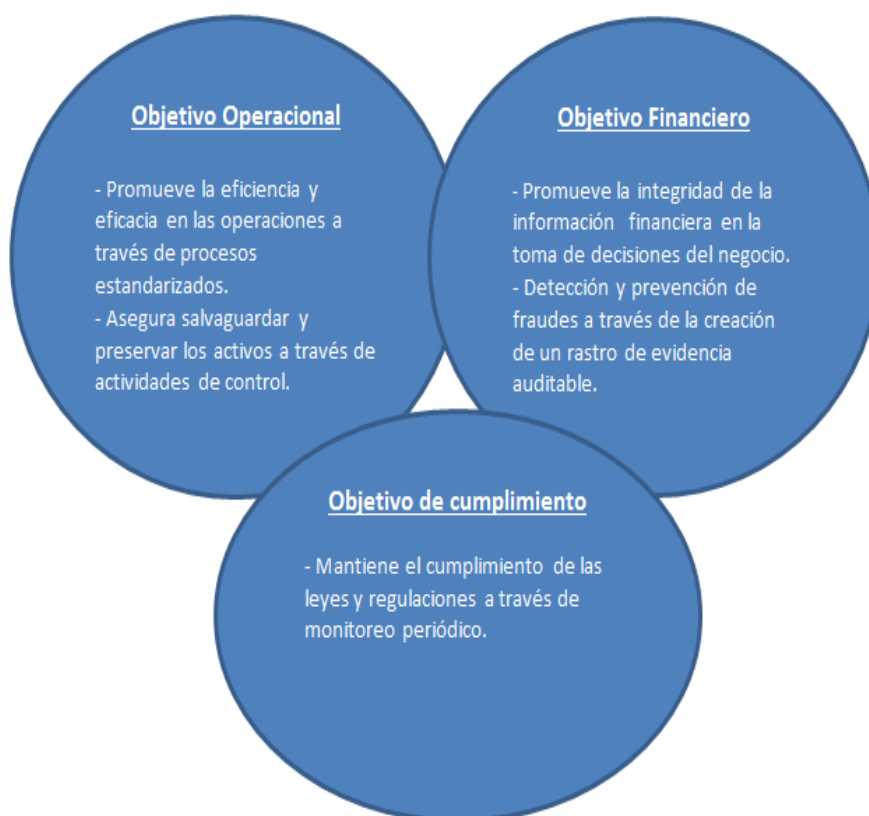 Objetivo Operacional
- Promueve la eficiencia y
eficacia en las operaciones a
través de procesos
estandarizados.
- Asegura salvaguardar y
preservar los activos a través de
actividades de control.
Objetivo Financiero
- Promueve la integridad de la
información financiera en la
toma de decisiones del negocio.
- Detección y prevención de
fraudes a través de la creación
de un rastro de evidencia
auditable.
Objetivo de cumplimiento
- Mantiene el cumplimiento de las
leyes y regulaciones a través de
monitoreo periódico.